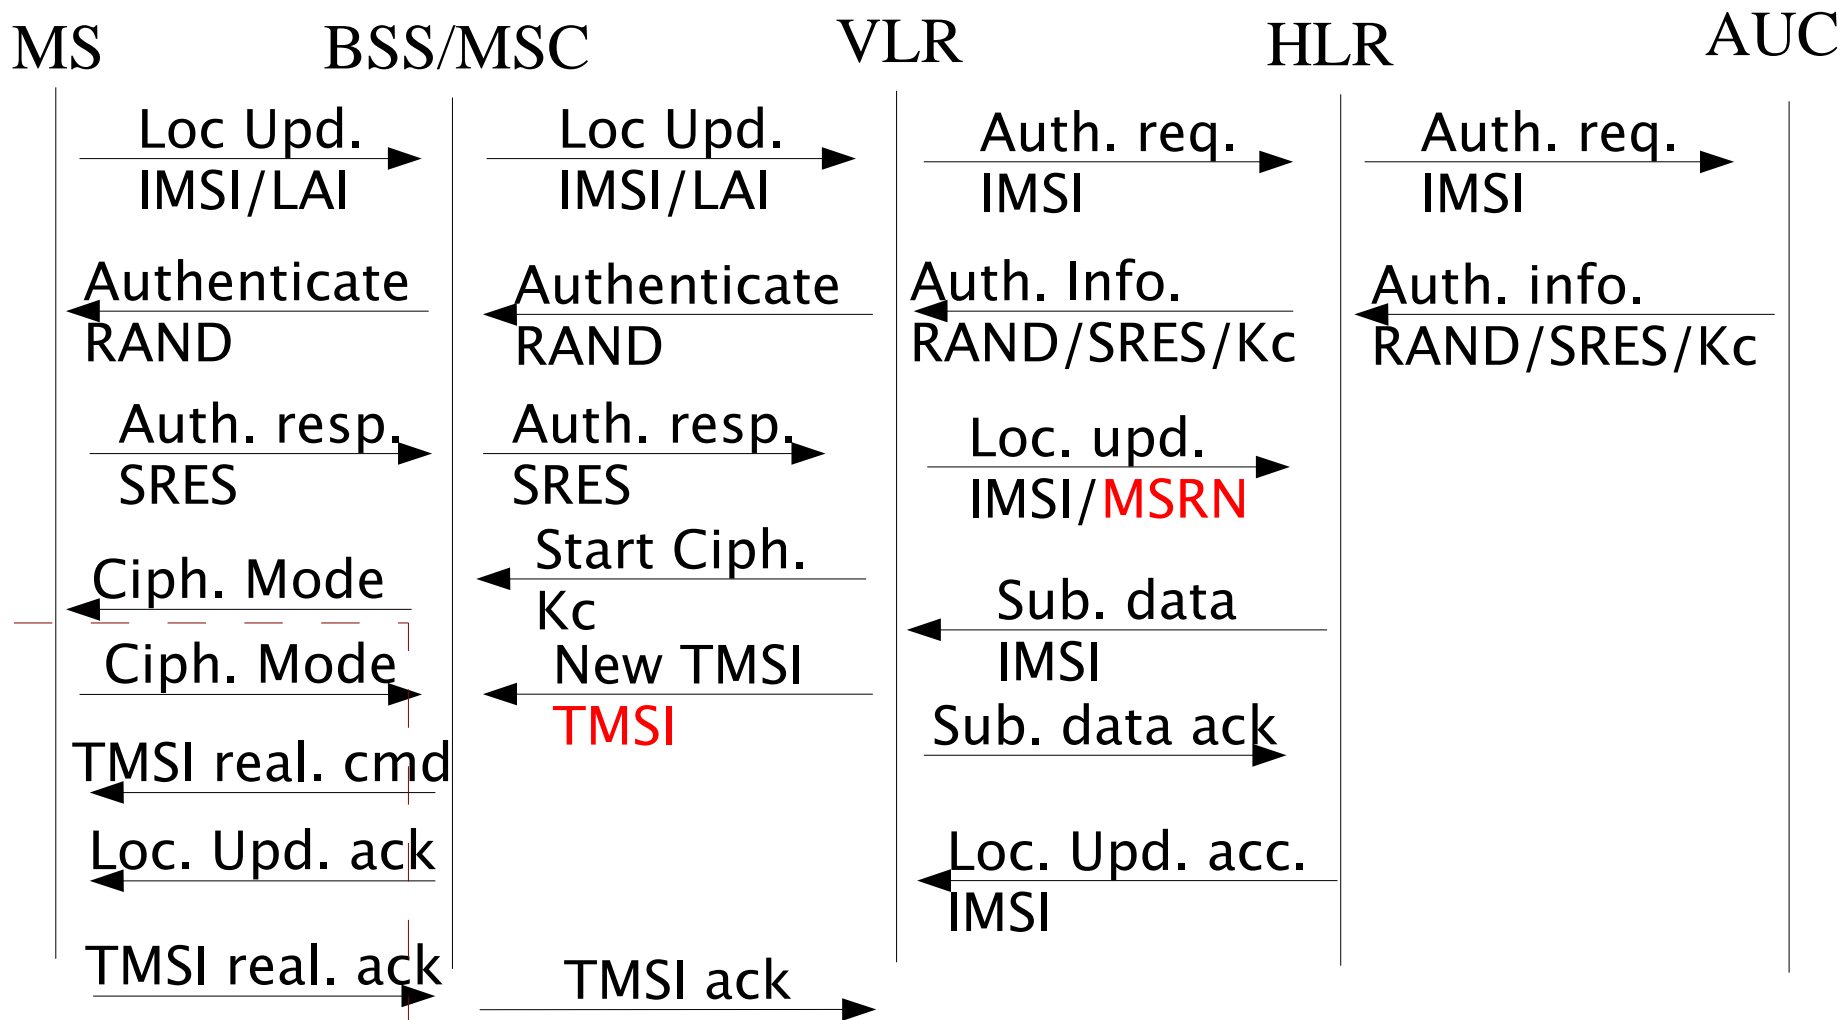 MS BSS/MSC VLR HLR AUC
Loc Upd. Loc Upd. Auth. req. Auth. req.
IMSI/LAI IMSI/LAI IMSI IMSI
Authenticate Authenticate Auth. Info. Auth. info.
RAND RAND RAND/SRES/Kc RAND/SRES/Kc
Auth. resp. Auth. resp. Loc. upd.
SRES SRES IMSI/MSRN
Ciph. Mode Start Ciph. Sub. data
Kc
Ciph. Mode New TMSI IMSI
TMSI Sub. data ack
TMSI real. cmd
Loc. Upd. ack Loc. Upd. acc.
IMSI
TMSI real. ack TMSI ack